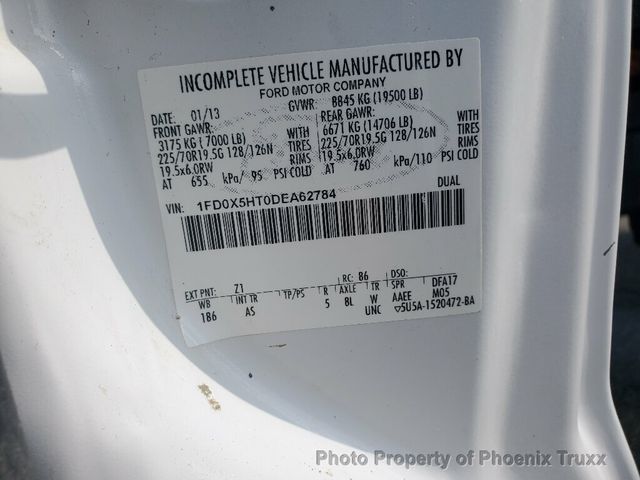 INCOMPLETE VEHICLE MANUFACTURED BY
FORD MOTOR COMPANY
DATE: 01/13 GVWR: 8845 KG (19500 LB)
FRONT GAWR: REAR GAWR:
3175 KG ( 7000 LB) WITH 6671 KG (14706 LB) WITH
225/70R19.5G 128/126N TIRES 225/70R19.5G 128/126N TIRES
19.5x6.0RW RIMS 19.5x6.0RW RIMS
AT 655 kPa/ 95 PSI COLD AT 760 kPa/110 PSI COLD
VIN: 1FD0X5HT0DEA62784 DUAL
EXT PNT: Z1 RC: 86 DSO:
WB INT TR TP/PS R AXLE TR SPR DFA17
186 AS 5 8L W AAEE M05
UNC ▽5U5A-1520472-BA
Photo Property of Phoenix Truxx